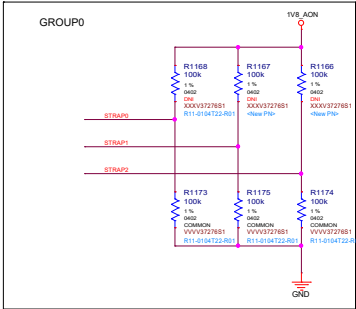 GROUP0
1V8_AON
R1168
100k
1 %
0402
DNI
XXXV37276S1
R11-0104T22-R01
R1167
100k
1 %
0402
DNI
XXXV37276S1
<New PN>
R1166
100k
1 %
0402
DNI
XXXV37276S1
<New PN>
STRAP0
STRAP1
STRAP2
R1173
100k
1 %
0402
COMMON
VVVV37276S1
R11-0104T22-R01
R1175
100k
1 %
0402
COMMON
VVVV37276S1
R11-0104T22-R01
R1174
100k
1 %
0402
COMMON
VVVV37276S1
R11-0104T22-R
GND